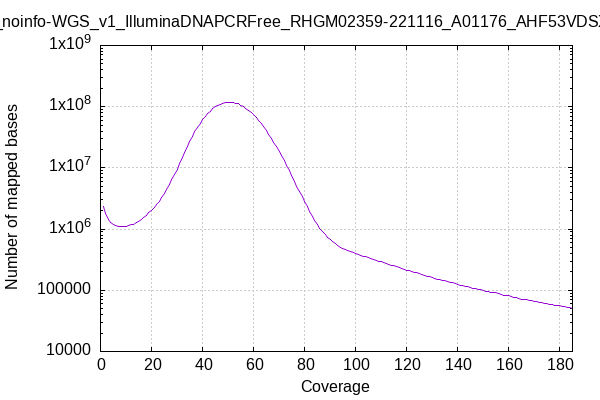 _noinfo-WGS_v1_IlluminaDNAPCRFree_RHGM02359-221116_A01176_AHF53VDSX
1x10^9
1x10^8
1x10^7
1x10^6
100000
10000
Number of mapped bases
0 20 40 60 80 100 120 140 160 180
Coverage